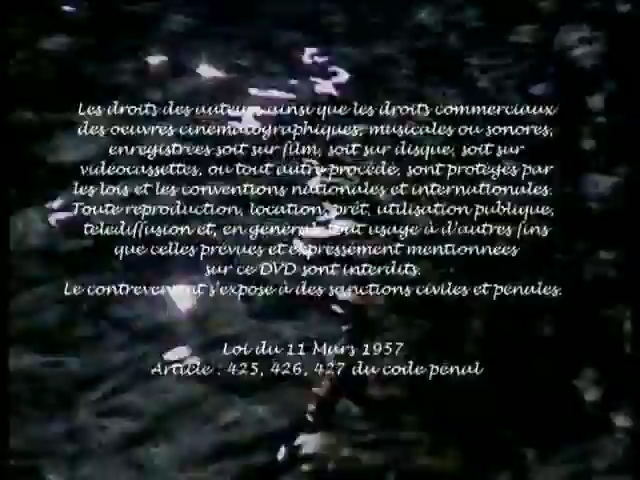 Les droits des auteurs ainsi que les droits commerciaux
des oeuvres cinématographiques, musicales ou sonores,
enregistrées soit sur film, soit sur disque, soit sur
vidéocassettes, ou tout autre procédé, sont protégés par
les lois et les conventions nationales et internationales.
Toute reproduction, location, prêt, utilisation publique,
télédiffusion et, en général, tout usage à d'autres fins
que celles prévues et expressément mentionnées
sur ce DVD sont interdits.
Le contrevenant s'expose à des sanctions civiles et pénales.
Loi du 11 Mars 1957
Article : 425, 426, 427 du code pénal